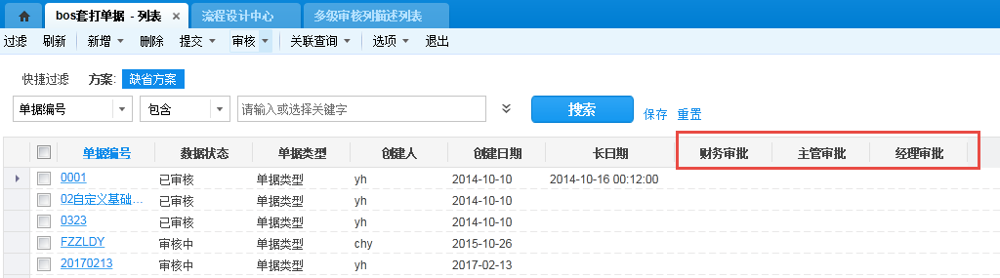 bos套打单据 - 列表 × 流程设计中心 多级审核列描述列表
过滤 刷新 新增 删除 提交 审核 关联查询 选项 退出
快捷过滤 方案: 缺省方案
单据编号 包含 请输入或选择关键字 搜索 保存 重置
单据编号 数据状态 单据类型 创建人 创建日期 长日期 财务审批 主管审批 经理审批
0001 已审核 单据类型 yh 2014-10-10 2014-10-16 00:12:00
02自定义基础... 已审核 单据类型 yh 2014-10-10
0323 已审核 单据类型 yh 2014-10-10
FZZLDY 审核中 单据类型 chy 2015-10-26
20170213 审核中 单据类型 yh 2017-02-13